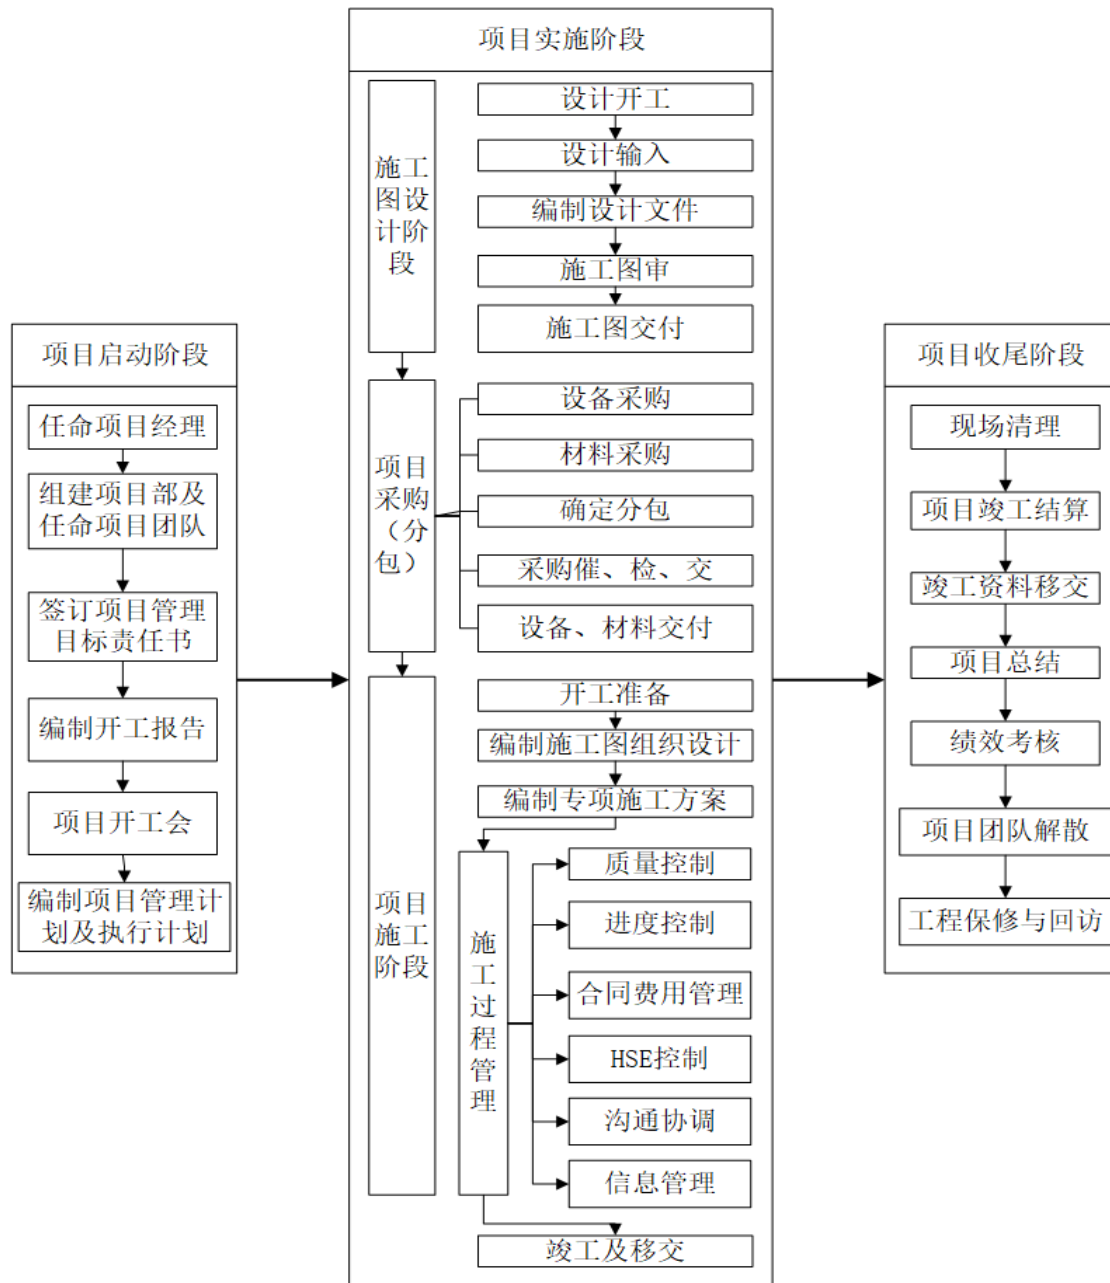 项目启动阶段
任命项目经理
组建项目部及
任命项目团队
签订项目管理
目标责任书
编制开工报告
项目开工会
编制项目管理计
划及执行计划
项目实施阶段
施工
图设
计阶
段
设计开工
设计输入
编制设计文件
施工图审
施工图交付
项目
采购
（分
包）
设备采购
材料采购
确定分包
采购催、检、交
设备、材料交付
项目
施工
阶段
开工准备
编制施工图组织设计
编制专项施工方案
施
工
过
程
管
理
质量控制
进度控制
合同费用管理
HSE控制
沟通协调
信息管理
竣工及移交
项目收尾阶段
现场清理
项目竣工结算
竣工资料移交
项目总结
绩效考核
项目团队解散
工程保修与回访